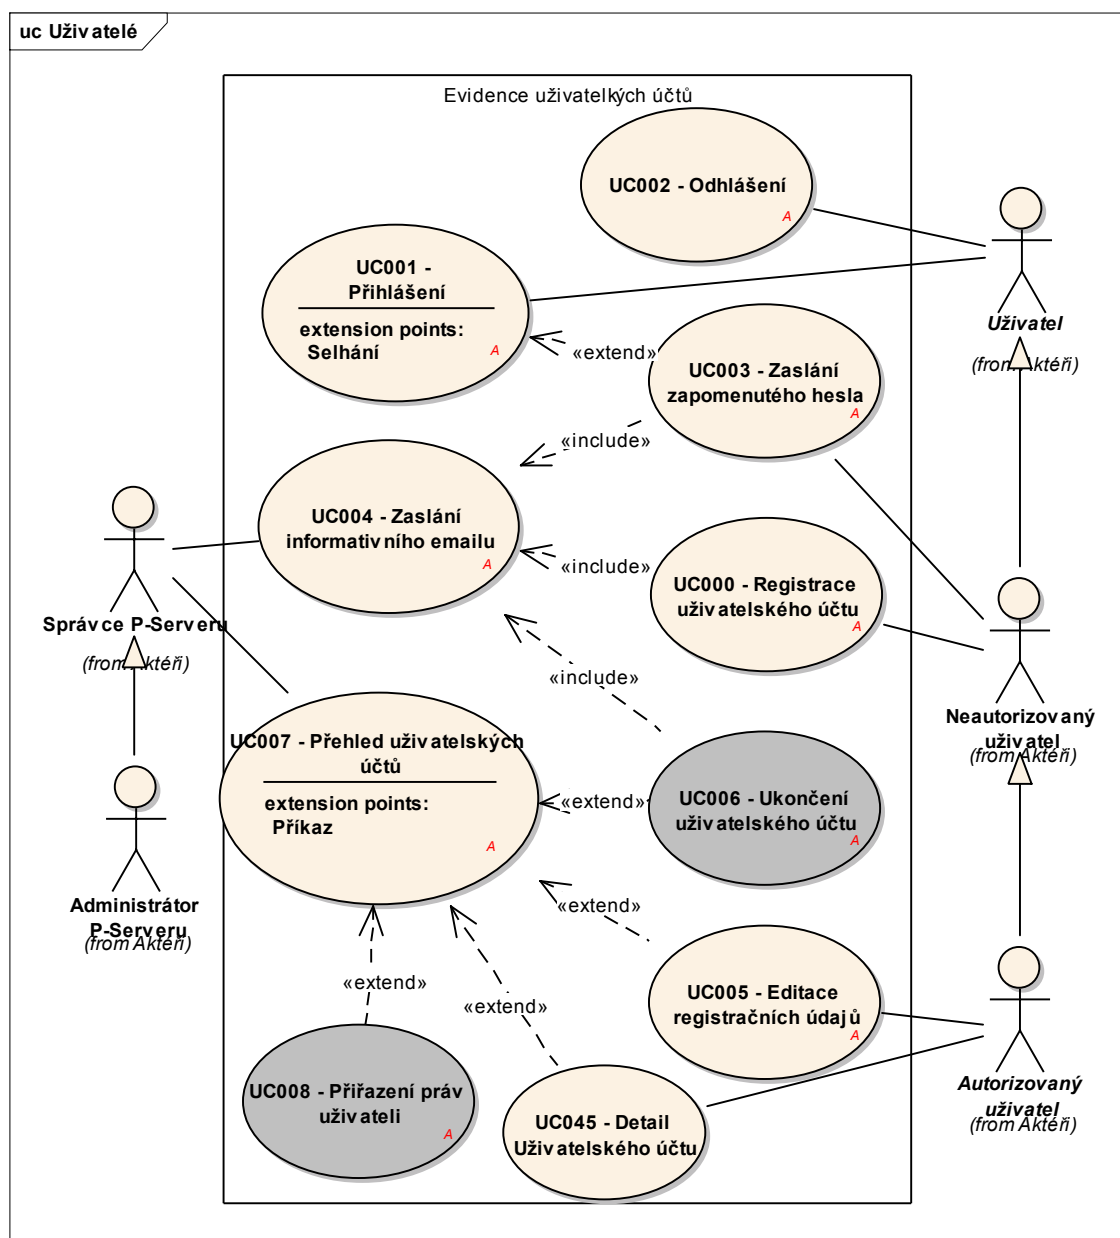 uc Uživatelé
Evidence uživatelkých účtů
UC002 - Odhlášení
A
UC001 -
Přihlášení
extension points:
Selhání
A
Uživatel
(from Aktéři)
«extend»
UC003 - Zaslání
zapomenutého hesla
A
«include»
UC004 - Zaslání
informativního emailu
A
«include»
UC000 - Registrace
uživatelského účtu
A
Správce P-Serveru
(from Aktéři)
«include»
Neautorizovaný
uživatel
(from Aktéři)
UC007 - Přehled uživatelských
účtů
extension points:
Příkaz
A
«extend»
UC006 - Ukončení
uživatelského účtu
A
Administrátor
P-Serveru
(from Aktéři)
«extend»
«extend»
«extend»
UC005 - Editace
registračních údajů
A
UC008 - Přiřazení práv
uživateli
A
UC045 - Detail
Uživatelského účtu
Autorizovaný
uživatel
(from Aktéři)